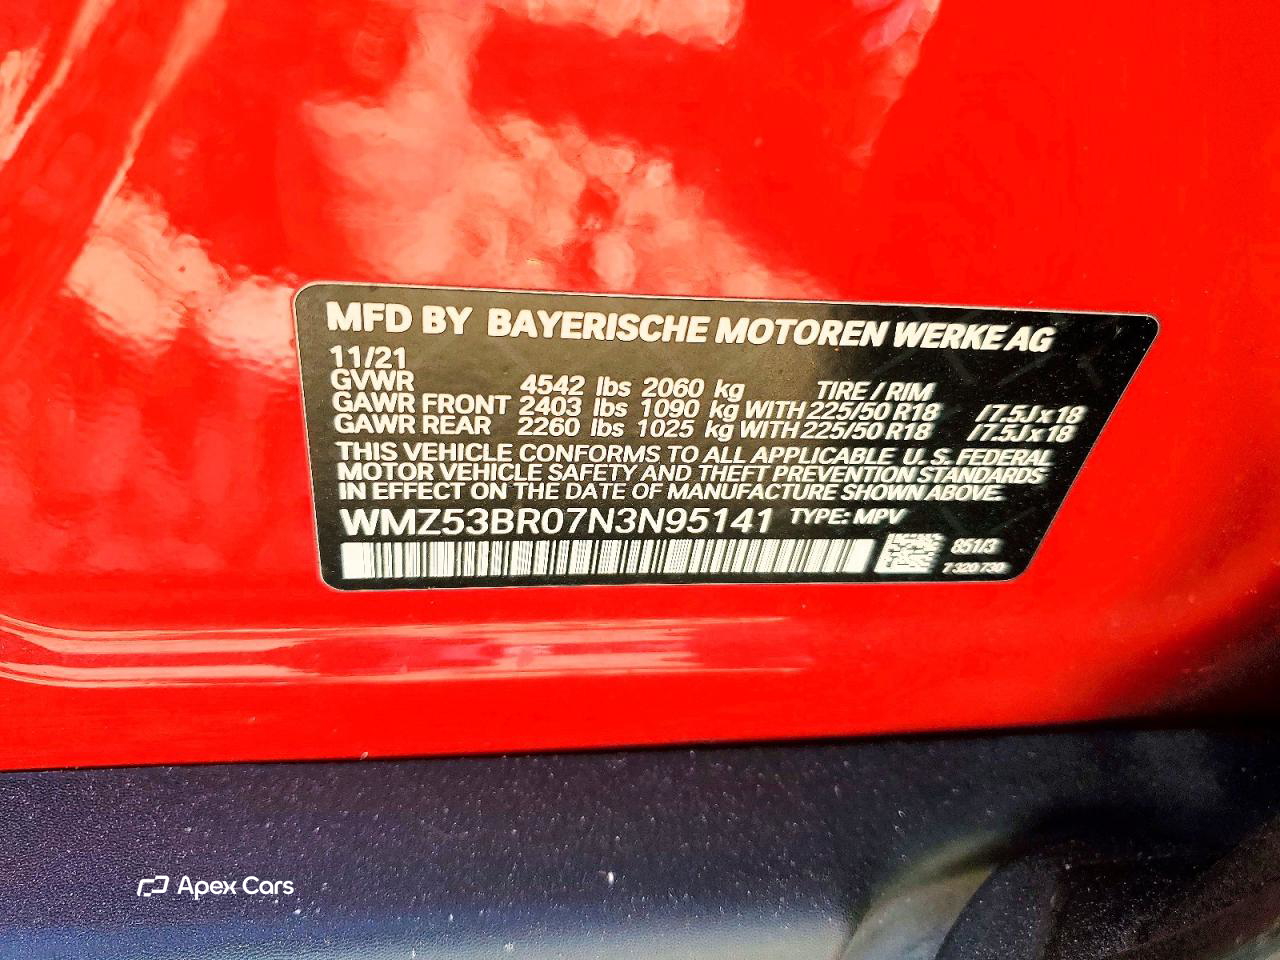 MFD BY BAYERISCHE MOTOREN WERKE AG
11/21
GVWR 4542 lbs 2060 kg TIRE / RIM
GAWR FRONT 2403 lbs 1090 kg WITH 225/50 R18 / 7.5J x 18
GAWR REAR 2260 lbs 1025 kg WITH 225/50 R18 / 7.5J x 18
THIS VEHICLE CONFORMS TO ALL APPLICABLE U.S. FEDERAL
MOTOR VEHICLE SAFETY AND THEFT PREVENTION STANDARDS
IN EFFECT ON THE DATE OF MANUFACTURE SHOWN ABOVE.
WMZ53BR07N3N95141 TYPE: MPV
851/3
7 320 730
Apex Cars